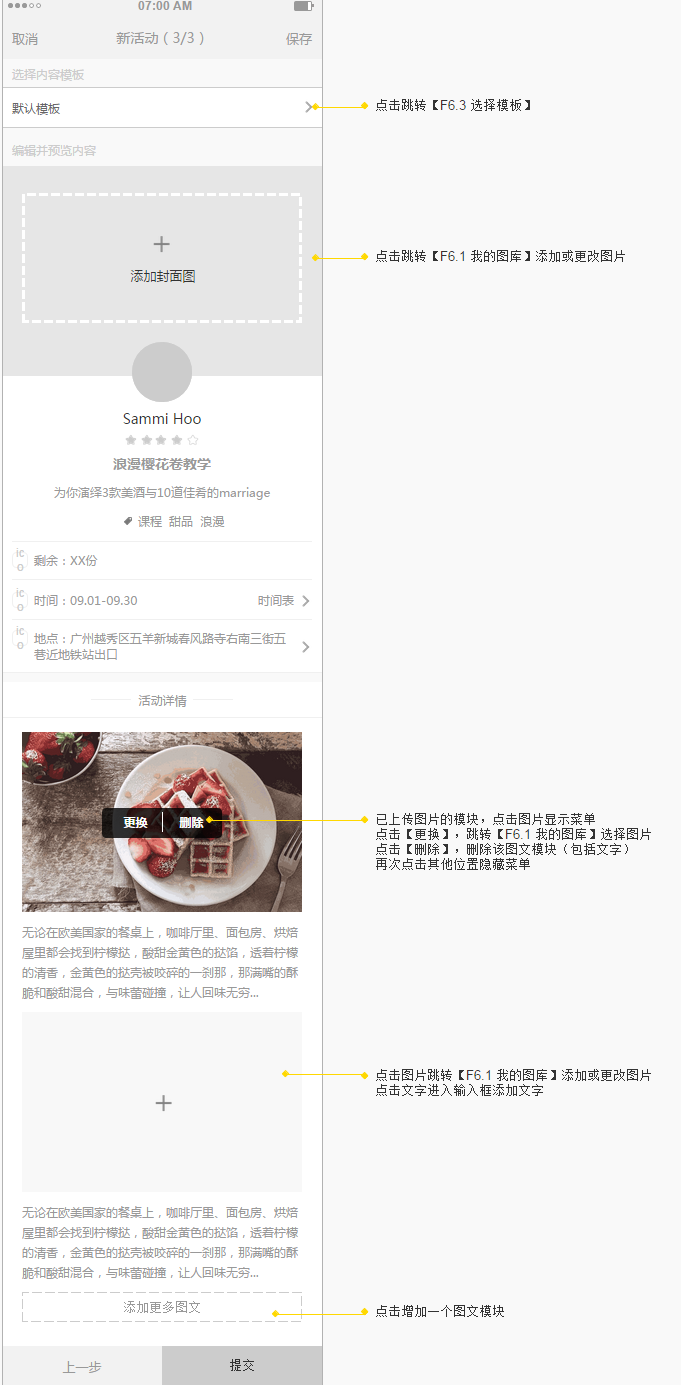 07:00 AM
取消
新活动（3/3）
保存
选择内容模板
默认模板
点击跳转【F6.3 选择模板】
编辑并预览内容
添加封面图
点击跳转【F6.1 我的图库】添加或更改图片
Sammi Hoo
浪漫樱花卷教学
为你演绎3款美酒与10道佳肴的marriage
课程 甜品 浪漫
ic
o
剩余：XX份
ic
o
时间：09.01-09.30
时间表
ic
o
地点：广州越秀区五羊新城春风路寺右南三街五
巷近地铁站出口
活动详情
更换
删除
已上传图片的模块，点击图片显示菜单
点击【更换】，跳转【F6.1 我的图库】选择图片
点击【删除】，删除该图文模块（包括文字）
再次点击其他位置隐藏菜单
无论在欧美国家的餐桌上，咖啡厅里、面包房、烘焙
屋里都会找到柠檬挞，酸甜金黄色的挞馅，透着柠檬
的清香，金黄色的挞壳被咬碎的一刹那，那满嘴的酥
脆和酸甜混合，与味蕾碰撞，让人回味无穷...
点击图片跳转【F6.1 我的图库】添加或更改图片
点击文字进入输入框添加文字
无论在欧美国家的餐桌上，咖啡厅里、面包房、烘焙
屋里都会找到柠檬挞，酸甜金黄色的挞馅，透着柠檬
的清香，金黄色的挞壳被咬碎的一刹那，那满嘴的酥
脆和酸甜混合，与味蕾碰撞，让人回味无穷...
添加更多图文
点击增加一个图文模块
上一步
提交